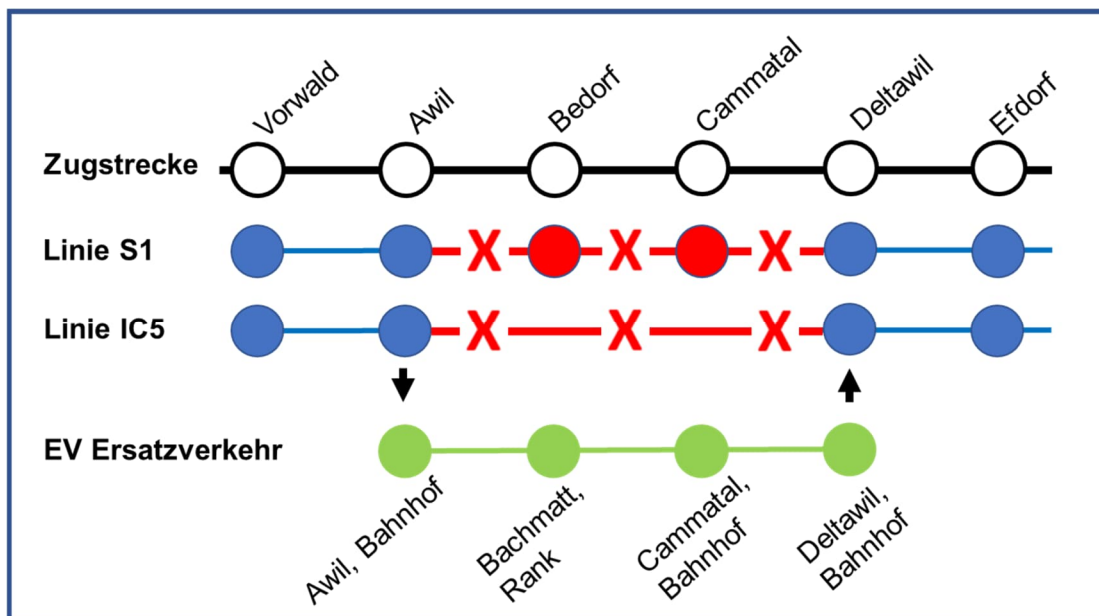 Vorwald
Awil
Bedorf
Cammatal
Deltawil
Efdorf
Zugstrecke
Linie S1
X X X
Linie IC5
X X X
EV Ersatzverkehr
Awil, Bahnhof
Bachmatt,
Rank
Cammatal,
Bahnhof
Deltawil,
Bahnhof